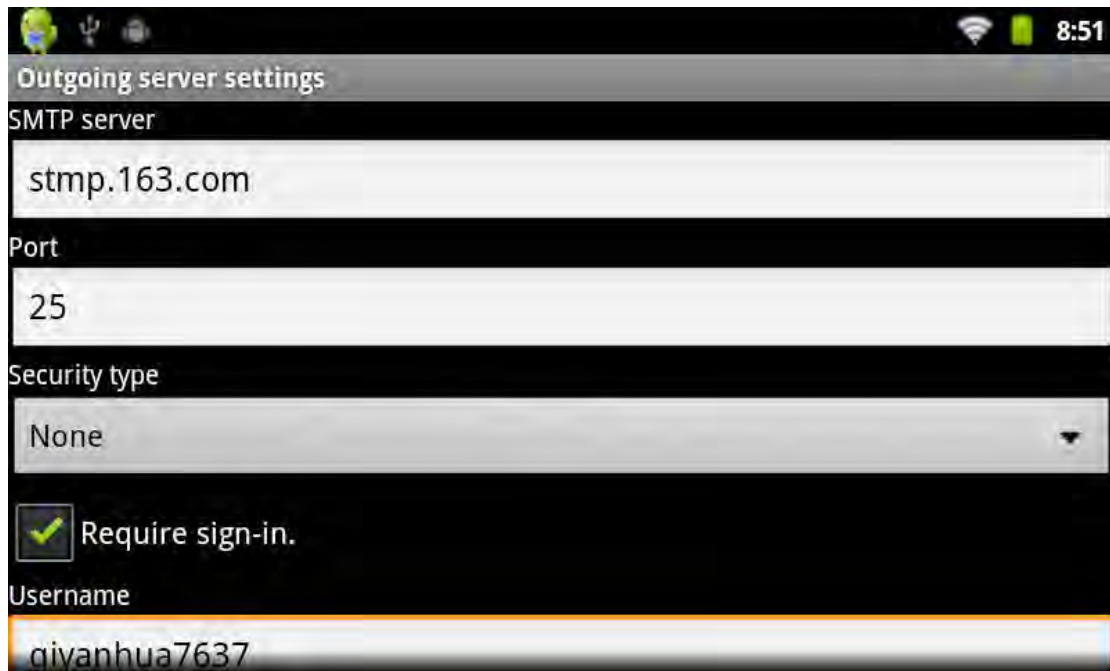 8:51
Outgoing server settings
SMTP server
stmp.163.com
Port
25
Security type
None
Require sign-in.
Username
qiyanhua7637